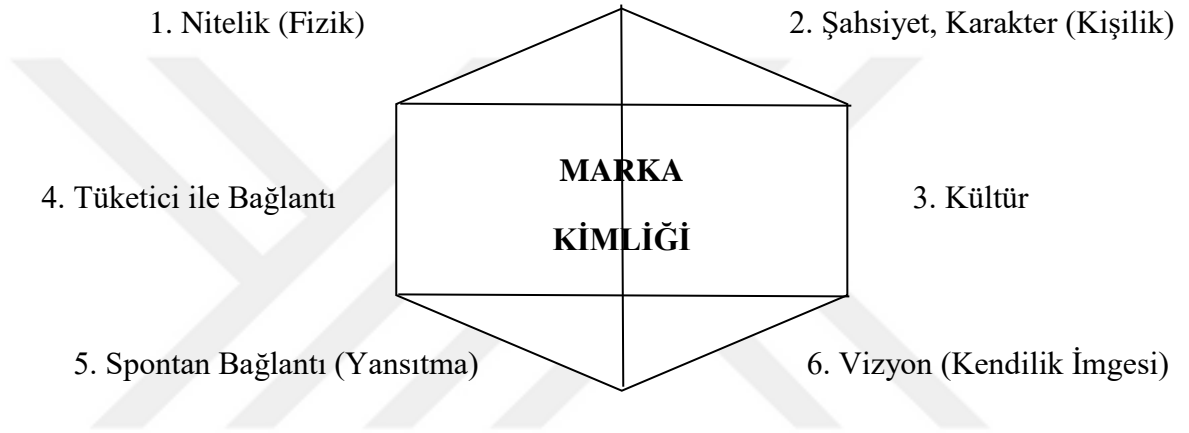 1. Nitelik (Fizik)
2. Şahsiyet, Karakter (Kişilik)
MARKA
4. Tüketici ile Bağlantı
3. Kültür
KİMLİĞİ
5. Spontan Bağlantı (Yansıtma)
6. Vizyon (Kendilik İmgesi)